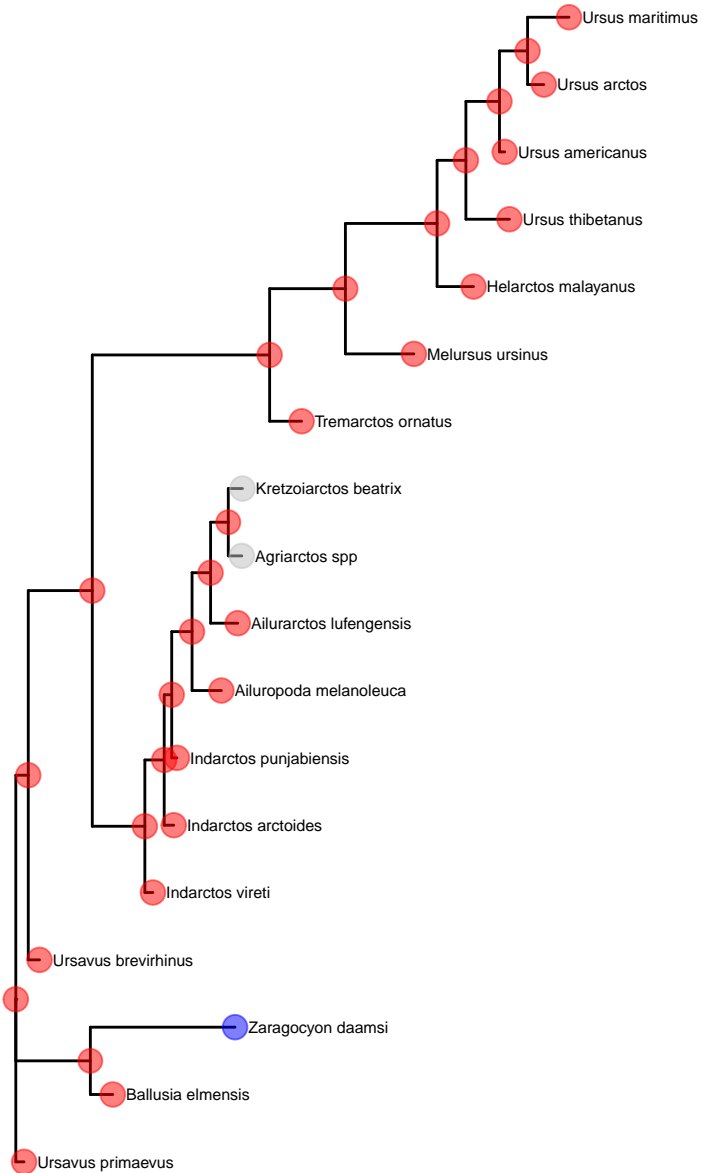 Ursus maritimus
Ursus arctos
Ursus americanus
Ursus thibetanus
Helarctos malayanus
Melursus ursinus
Tremarctos ornatus
Kretzoiarctos beatrix
Agriarctos spp
Ailurarctos lufengensis
Ailuropoda melanoleuca
Indarctos punjabiensis
Indarctos arctoides
Indarctos vireti
Ursavus brevirhinus
Zaragocyon daamsi
Ballusia elmensis
Ursavus primaevus